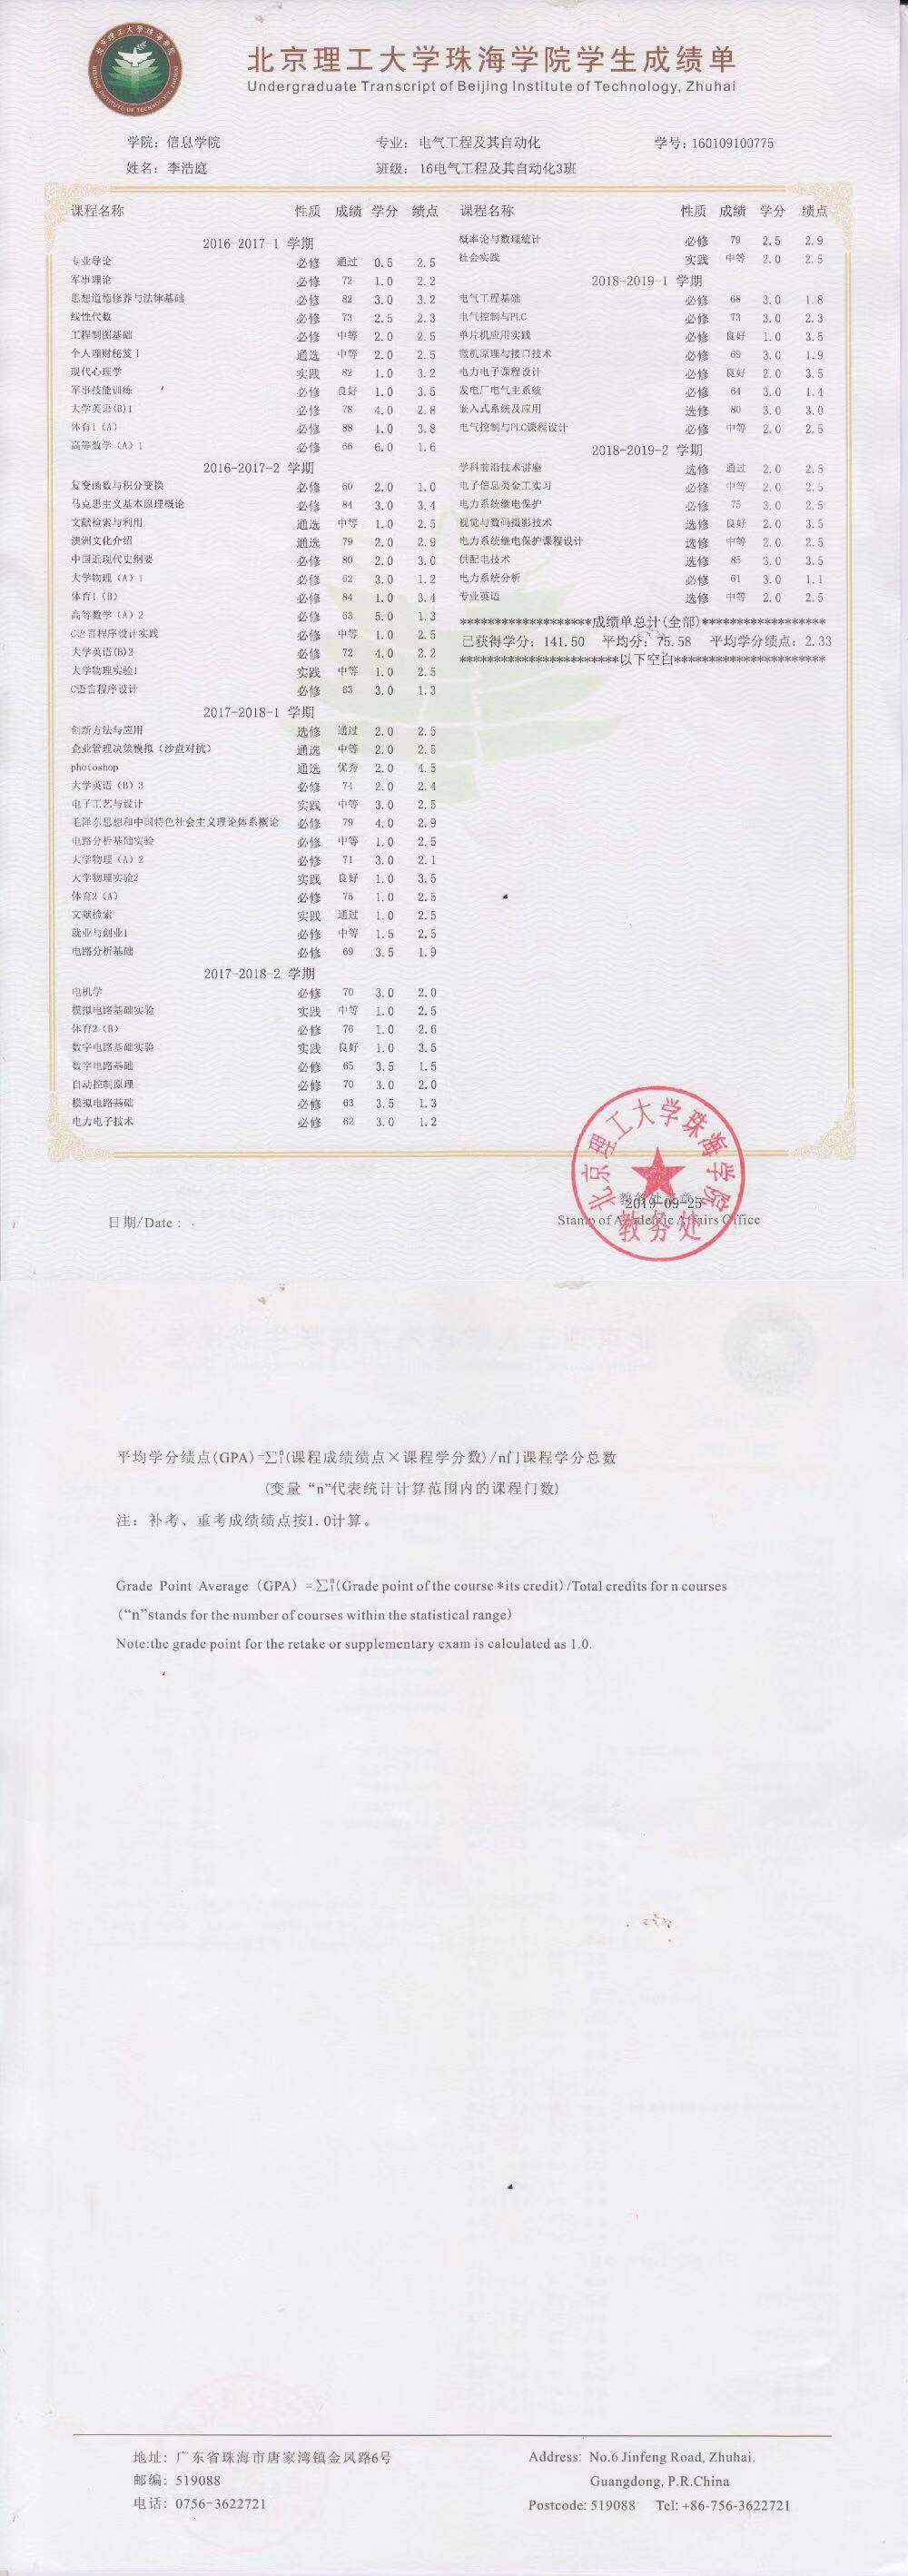 北京理工大学珠海学院学生成绩单
Undergraduate Transcript of Beijing Institute of Technology, Zhuhai
学院：信息学院 专业：电气工程及其自动化 学号：160109100775
姓名：李浩庭 班级：16电气工程及其自动化3班
课程名称 性质 成绩 学分 绩点
2016-2017-1 学期
专业导论 必修 通过 0.5 2.5
军事理论 必修 72 1.0 2.2
思想道德修养与法律基础 必修 82 3.0 3.2
线性代数 必修 73 2.5 2.3
工程制图基础 必修 中等 2.0 2.5
个人理财秘笈1 通选 中等 2.0 2.5
现代心理学 实践 82 1.0 3.2
军事技能训练 必修 良好 1.0 3.5
大学英语(B)1 必修 78 4.0 2.8
体育1（A） 必修 88 1.0 3.8
高等数学（A）1 必修 66 6.0 1.6
2016-2017-2 学期
复变函数与积分变换 必修 60 2.0 1.0
马克思主义基本原理概论 必修 84 3.0 3.4
文献检索与利用 通选 中等 1.0 2.5
澳洲文化介绍 通选 79 2.0 2.9
中国近现代史纲要 必修 80 2.0 3.0
大学物理（A）1 必修 62 3.0 1.2
体育1（B） 必修 84 1.0 3.4
高等数学（A）2 必修 63 5.0 1.3
C语言程序设计实践 必修 中等 1.0 2.5
大学英语(B)2 必修 72 4.0 2.2
大学物理实验1 实践 中等 1.0 2.5
C语言程序设计 必修 63 3.0 1.3
2017-2018-1 学期
创新方法与应用 选修 通过 2.0 2.5
企业管理决策模拟（沙盘对抗） 通选 中等 2.0 2.5
photoshop 通选 优秀 2.0 4.5
大学英语（B）3 必修 74 2.0 2.4
电子工艺与设计 实践 中等 3.0 2.5
毛泽东思想和中国特色社会主义理论体系概论 必修 79 4.0 2.9
电路分析基础实验 必修 中等 1.0 2.5
大学物理（A）2 必修 71 3.0 2.1
大学物理实验2 实践 良好 1.0 3.5
体育2（A） 必修 75 1.0 2.5
文献检索 实践 通过 1.0 2.5
就业与创业1 必修 中等 1.5 2.5
电路分析基础 必修 69 3.5 1.9
2017-2018-2 学期
电机学 必修 70 3.0 2.0
模拟电路基础实验 实践 中等 1.0 2.5
体育2（B） 必修 76 1.0 2.6
数字电路基础实验 实践 良好 1.0 3.5
数字电路基础 必修 65 3.5 1.5
自动控制原理 必修 70 3.0 2.0
模拟电路基础 必修 63 3.5 1.3
电力电子技术 必修 62 3.0 1.2
课程名称 性质 成绩 学分 绩点
概率论与数理统计 必修 79 2.5 2.9
社会实践 实践 中等 2.0 2.5
2018-2019-1 学期
电气工程基础 必修 68 3.0 1.8
电气控制与PLC 必修 73 3.0 2.3
单片机应用实践 必修 良好 1.0 3.5
微机原理与接口技术 必修 69 3.0 1.9
电力电子课程设计 必修 良好 2.0 3.5
发电厂电气主系统 必修 64 3.0 1.4
嵌入式系统及应用 选修 80 3.0 3.0
电气控制与PLC课程设计 必修 中等 2.0 2.5
2018-2019-2 学期
学科前沿技术讲座 选修 通过 2.0 2.5
电子信息类金工实习 必修 中等 2.0 2.5
电力系统继电保护 必修 75 3.0 2.5
视觉与数码摄影技术 选修 良好 2.0 3.5
电力系统继电保护课程设计 选修 中等 2.0 2.5
供配电技术 选修 85 3.0 3.5
电力系统分析 必修 61 3.0 1.1
专业英语 选修 中等 2.0 2.5
*******************成绩单总计(全部)******************
已获得学分：141.50 平均分：75.58 平均学分绩点：2.33
***********************以下空白**********************
北京理工大学珠海学院
教务处
2019-09-25
日期/Date：
Stamp of Academic Affairs Office
平均学分绩点(GPA)=∑ⁿ₁(课程成绩绩点×课程学分数)/n门课程学分总数
(变量“n”代表统计计算范围内的课程门数)
注：补考、重考成绩绩点按1.0计算。
Grade Point Average（GPA）=∑ⁿ₁(Grade point of the course *its credit)/Total credits for n courses
(“n”stands for the number of courses within the statistical range)
Note:the grade point for the retake or supplementary exam is calculated as 1.0.
地址：广东省珠海市唐家湾镇金凤路6号
邮编：519088
电话：0756-3622721
Address: No.6 Jinfeng Road, Zhuhai,
Guangdong, P.R.China
Postcode: 519088 Tel: +86-756-3622721